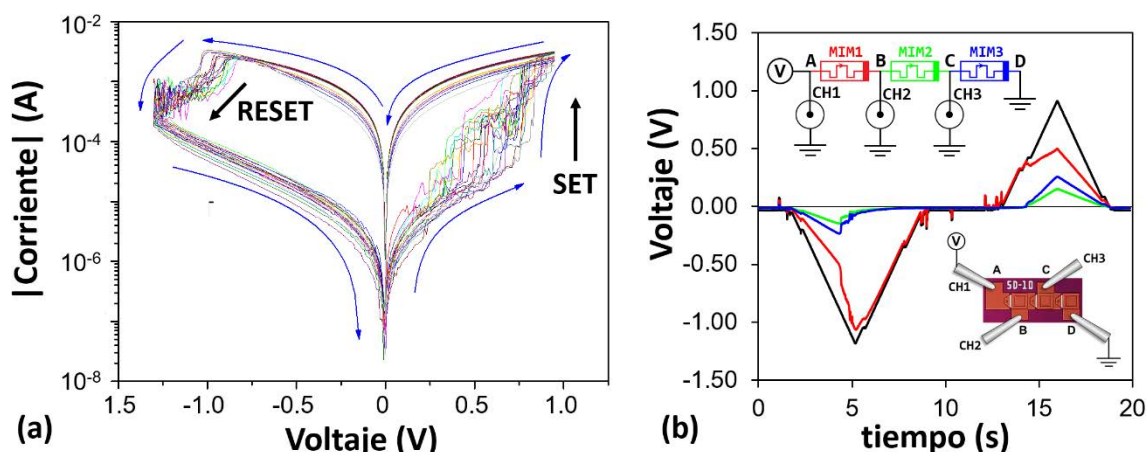 10⁻²
10⁻⁴
10⁻⁶
10⁻⁸
|Corriente| (A)
RESET
SET
-
1.5
-1.0
-0.5
0
0.5
1.0
Voltaje (V)
(a)
1.50
1.00
0.50
0.00
-0.50
-1.00
-1.50
Voltaje (V)
MIM1
MIM2
MIM3
V
A
B
C
D
CH1
CH2
CH3
V
A
C
CH3
CH1
SD-1D
B
D
CH2
0
5
10
15
20
tiempo (s)
(b)